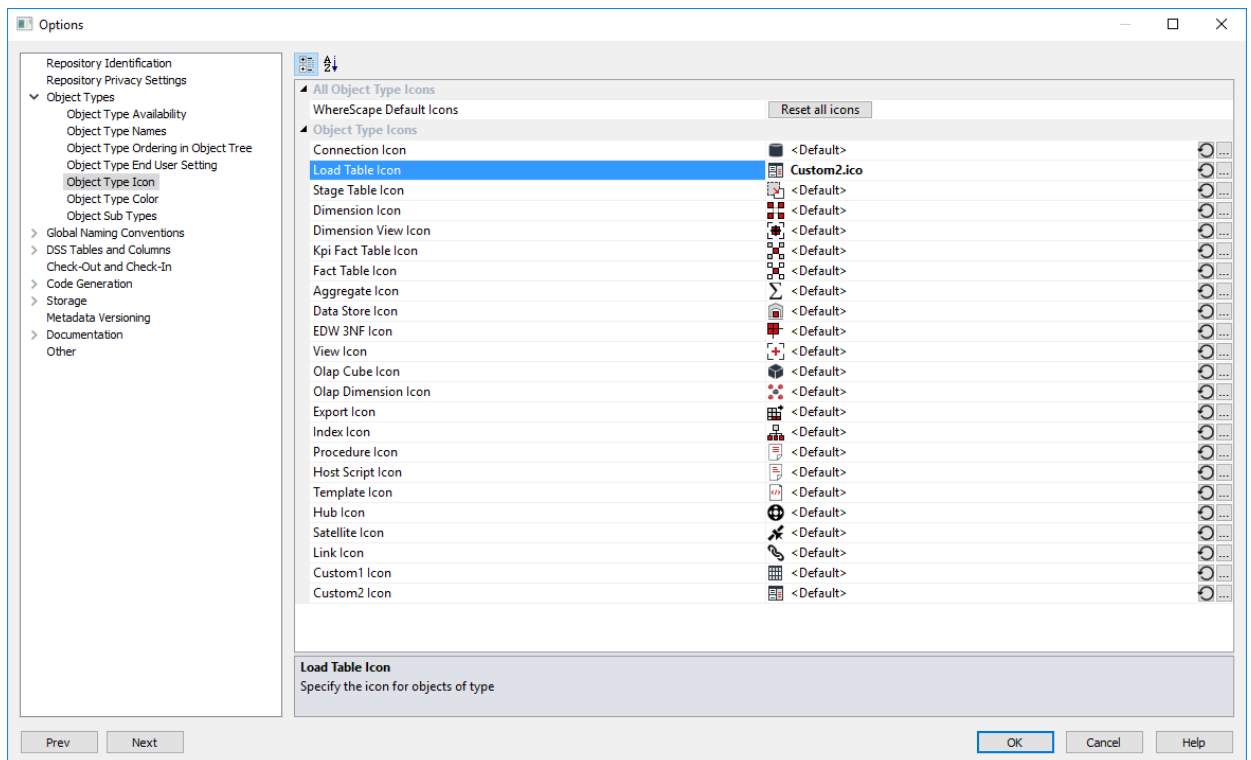 Options
Repository Identification
Repository Privacy Settings
Object Types
Object Type Availability
Object Type Names
Object Type Ordering in Object Tree
Object Type End User Setting
Object Type Icon
Object Type Color
Object Sub Types
Global Naming Conventions
DSS Tables and Columns
Check-Out and Check-In
Code Generation
Storage
Metadata Versioning
Documentation
Other
All Object Type Icons
WhereScape Default Icons Reset all icons
Object Type Icons
Connection Icon <Default> ...
Load Table Icon Custom2.ico ...
Stage Table Icon <Default> ...
Dimension Icon <Default> ...
Dimension View Icon <Default> ...
Kpi Fact Table Icon <Default> ...
Fact Table Icon <Default> ...
Aggregate Icon <Default> ...
Data Store Icon <Default> ...
EDW 3NF Icon <Default> ...
View Icon <Default> ...
Olap Cube Icon <Default> ...
Olap Dimension Icon <Default> ...
Export Icon <Default> ...
Index Icon <Default> ...
Procedure Icon <Default> ...
Host Script Icon <Default> ...
Template Icon <Default> ...
Hub Icon <Default> ...
Satellite Icon <Default> ...
Link Icon <Default> ...
Custom1 Icon <Default> ...
Custom2 Icon <Default> ...
Load Table Icon
Specify the icon for objects of type
Prev Next OK Cancel Help